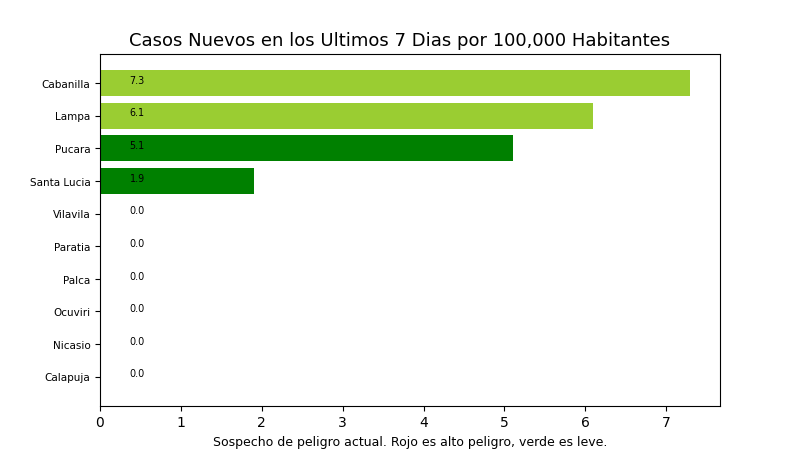 Casos Nuevos en los Ultimos 7 Dias por 100,000 Habitantes
Cabanilla 7.3
Lampa 6.1
Pucara 5.1
Santa Lucia 1.9
Vilavila 0.0
Paratia 0.0
Palca 0.0
Ocuviri 0.0
Nicasio 0.0
Calapuja 0.0
0 1 2 3 4 5 6 7
Sospecho de peligro actual. Rojo es alto peligro, verde es leve.